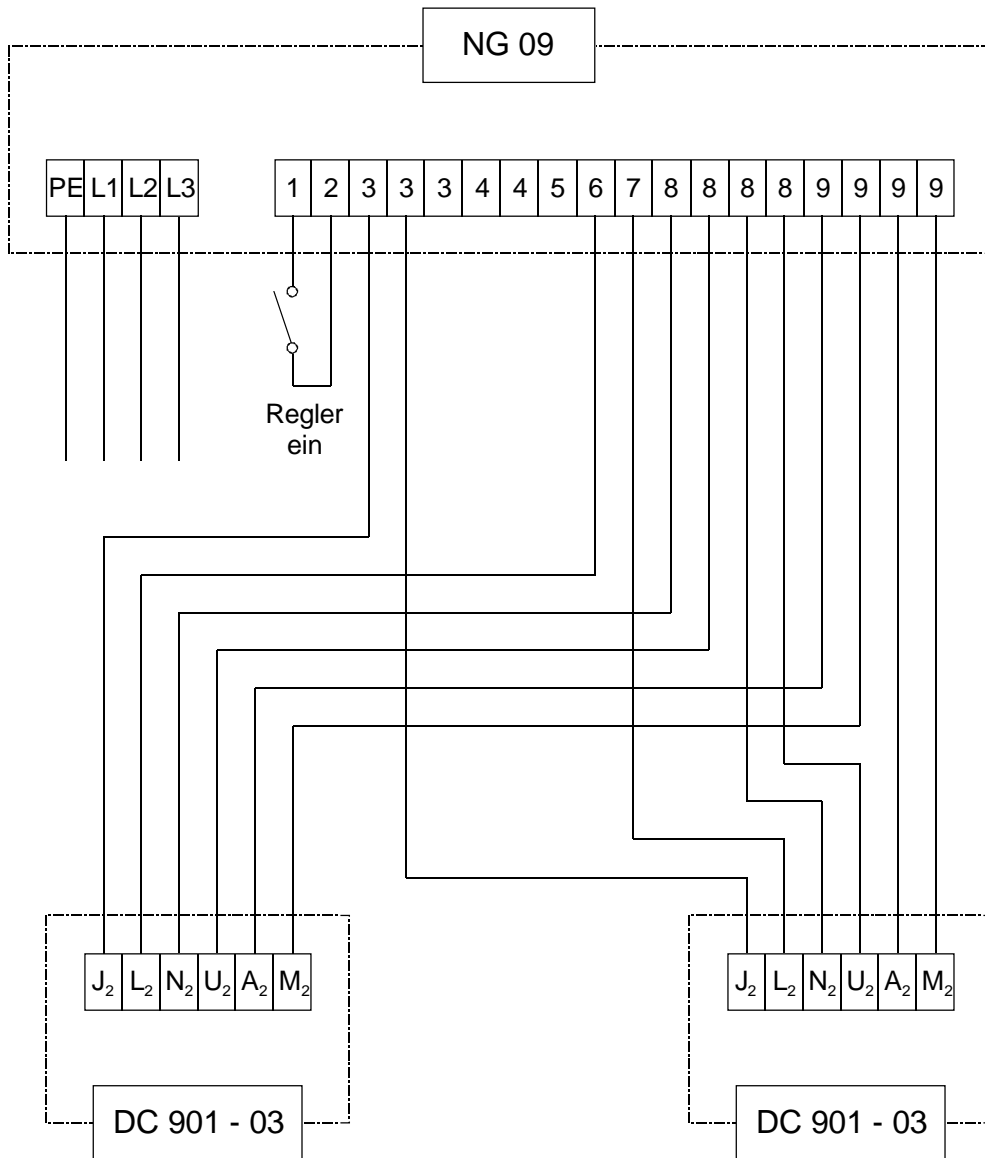 NG 09
PE L1 L2 L3 1 2 3 3 3 4 4 5 6 7 8 8 8 8 9 9 9 9
Regler
ein
J₂ L₂ N₂ U₂ A₂ M₂ J₂ L₂ N₂ U₂ A₂ M₂
DC 901 - 03 DC 901 - 03